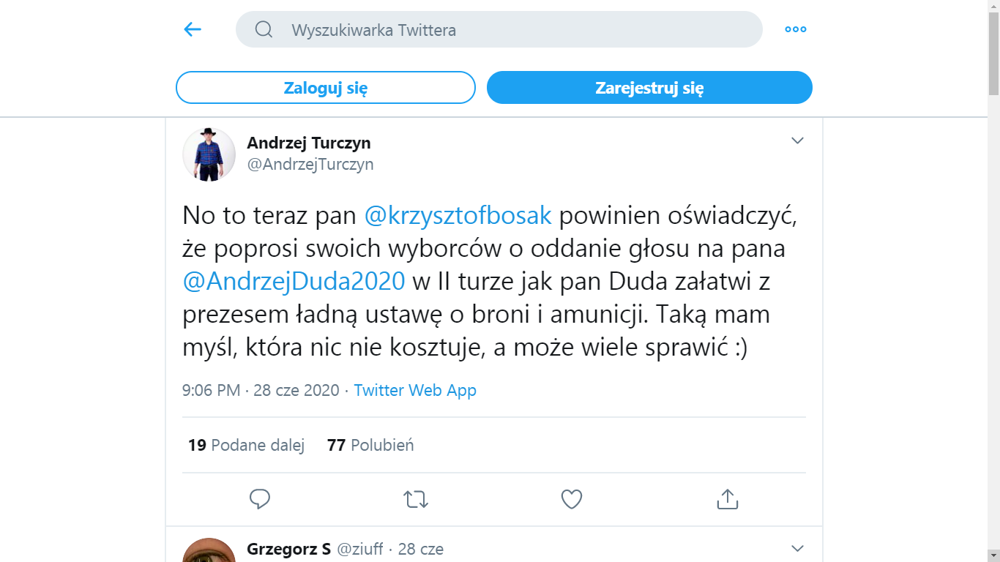 Wyszukiwarka Twittera
Zaloguj się
Zarejestruj się
Andrzej Turczyn
@AndrzejTurczyn
No to teraz pan @krzysztofbosak powinien oświadczyć,
że poprosi swoich wyborców o oddanie głosu na pana
@AndrzejDuda2020 w II turze jak pan Duda załatwi z
prezesem ładną ustawę o broni i amunicji. Taką mam
myśl, która nic nie kosztuje, a może wiele sprawić :)
9:06 PM · 28 cze 2020 · Twitter Web App
19 Podane dalej 77 Polubień
Grzegorz S @ziuff · 28 cze